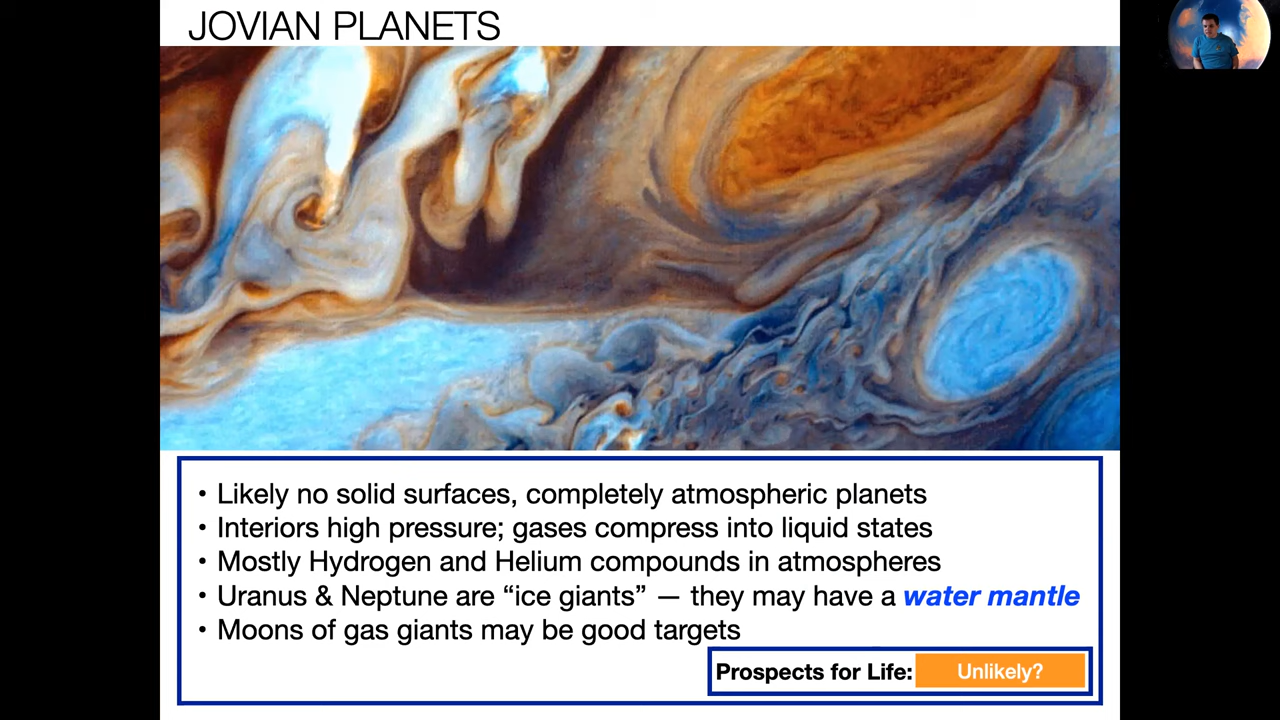 JOVIAN PLANETS
• Likely no solid surfaces, completely atmospheric planets
• Interiors high pressure; gases compress into liquid states
• Mostly Hydrogen and Helium compounds in atmospheres
• Uranus & Neptune are “ice giants” — they may have a water mantle
• Moons of gas giants may be good targets
Prospects for Life: Unlikely?